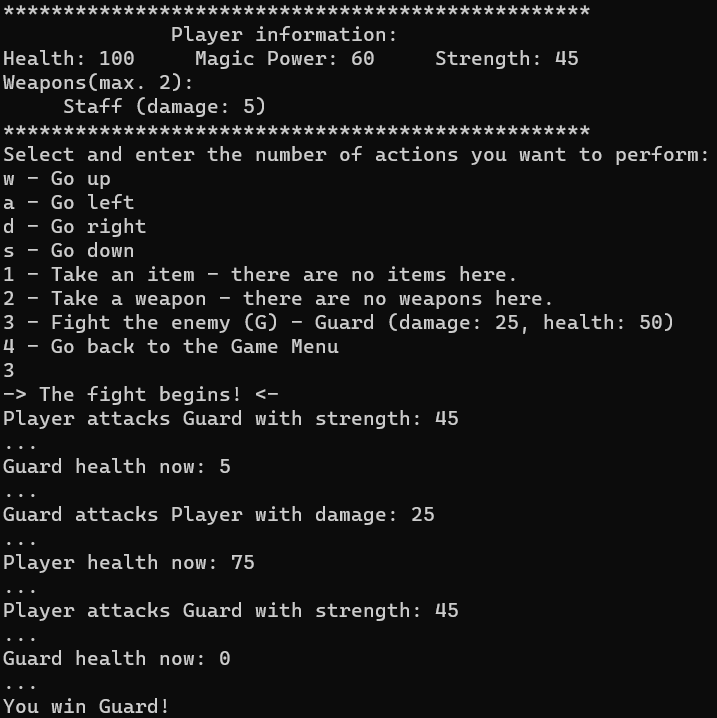 *************************************************
Player information:
Health: 100     Magic Power: 60     Strength: 45
Weapons(max. 2):
Staff (damage: 5)
*************************************************
Select and enter the number of actions you want to perform:
w - Go up
a - Go left
d - Go right
s - Go down
1 - Take an item - there are no items here.
2 - Take a weapon - there are no weapons here.
3 - Fight the enemy (G) - Guard (damage: 25, health: 50)
4 - Go back to the Game Menu
3
-> The fight begins! <-
Player attacks Guard with strength: 45
...
Guard health now: 5
...
Guard attacks Player with damage: 25
...
Player health now: 75
...
Player attacks Guard with strength: 45
...
Guard health now: 0
...
You win Guard!